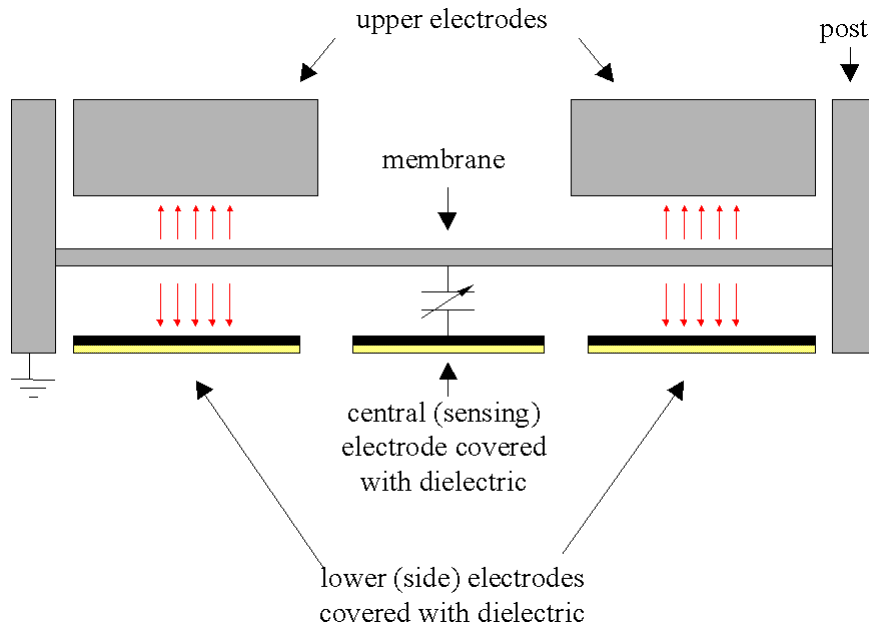 upper electrodes
post
membrane
central (sensing)
electrode covered
with dielectric
lower (side) electrodes
covered with dielectric